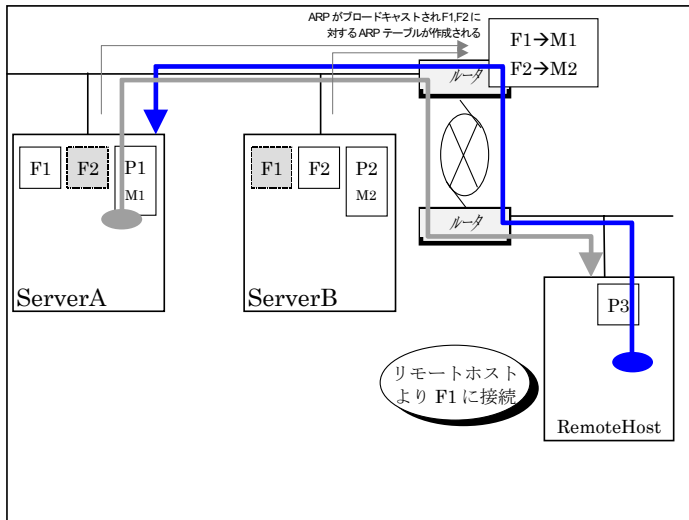 ARP がブロードキャストされ F1,F2 に
対する ARP テーブルが作成される
F1→M1
F2→M2
ルータ
F1
F2
P1
M1
F1
F2
P2
M2
ルータ
ServerA
ServerB
P3
リモートホスト
より F1 に接続
RemoteHost